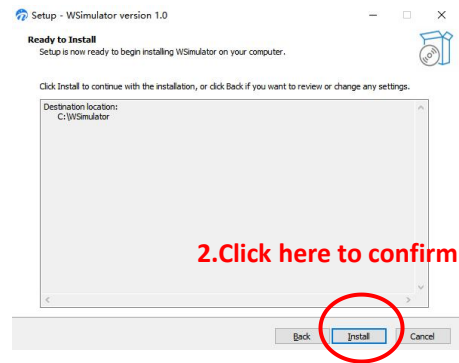 Setup - WSimulator version 1.0
Ready to Install
Setup is now ready to begin installing WSimulator on your computer.
Click Install to continue with the installation, or click Back if you want to review or change any settings.
Destination location:
C:\WSimulator
2.Click here to confirm
Back Install Cancel